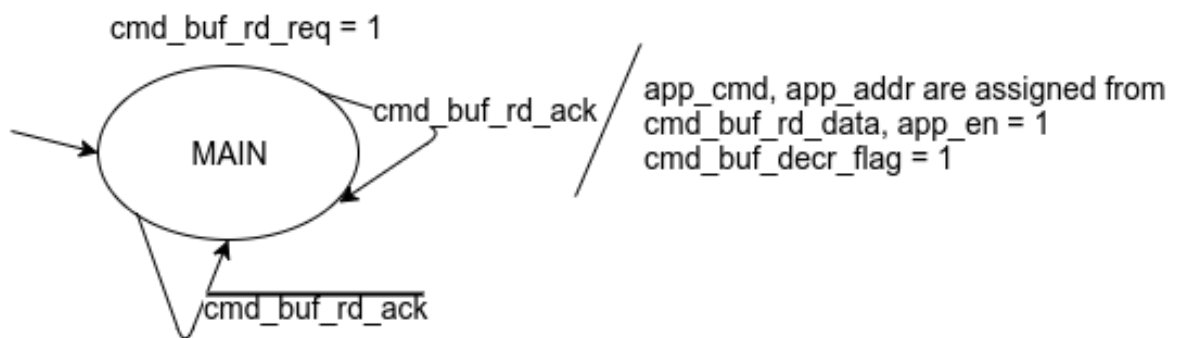 cmd_buf_rd_req = 1
MAIN
cmd_buf_rd_ack
app_cmd, app_addr are assigned from
cmd_buf_rd_data, app_en = 1
cmd_buf_decr_flag = 1
cmd_buf_rd_ack